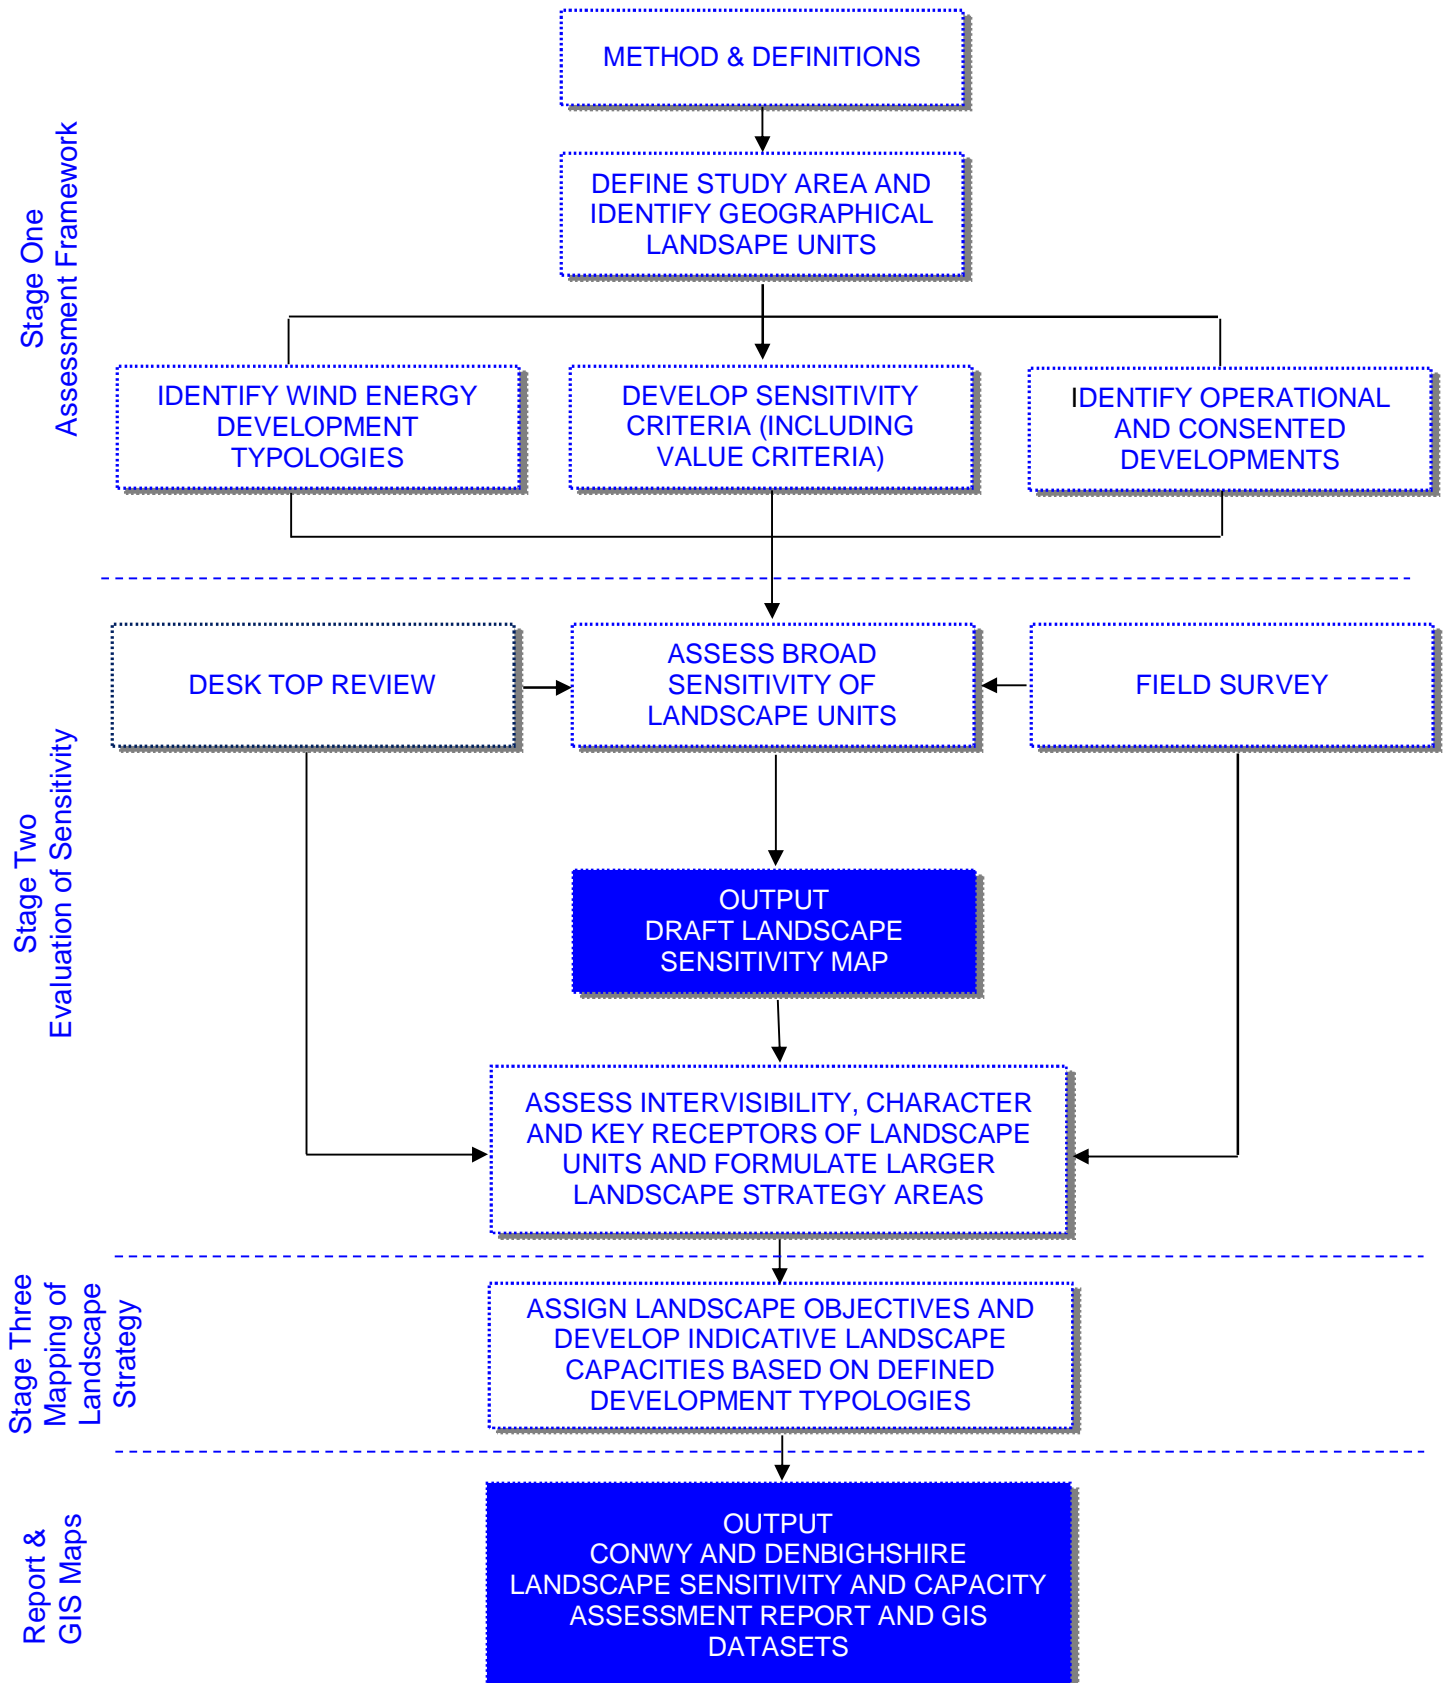 Stage One
Assessment Framework
METHOD & DEFINITIONS
DEFINE STUDY AREA AND
IDENTIFY GEOGRAPHICAL
LANDSAPE UNITS
IDENTIFY WIND ENERGY
DEVELOPMENT
TYPOLOGIES
DEVELOP SENSITIVITY
CRITERIA (INCLUDING
VALUE CRITERIA)
IDENTIFY OPERATIONAL
AND CONSENTED
DEVELOPMENTS
Stage Two
Evaluation of Sensitivity
DESK TOP REVIEW
ASSESS BROAD
SENSITIVITY OF
LANDSCAPE UNITS
FIELD SURVEY
OUTPUT
DRAFT LANDSCAPE
SENSITIVITY MAP
ASSESS INTERVISIBILITY, CHARACTER
AND KEY RECEPTORS OF LANDSCAPE
UNITS AND FORMULATE LARGER
LANDSCAPE STRATEGY AREAS
Stage Three
Mapping of
Landscape
Strategy
ASSIGN LANDSCAPE OBJECTIVES AND
DEVELOP INDICATIVE LANDSCAPE
CAPACITIES BASED ON DEFINED
DEVELOPMENT TYPOLOGIES
Report &
GIS Maps
OUTPUT
CONWY AND DENBIGHSHIRE
LANDSCAPE SENSITIVITY AND CAPACITY
ASSESSMENT REPORT AND GIS
DATASETS